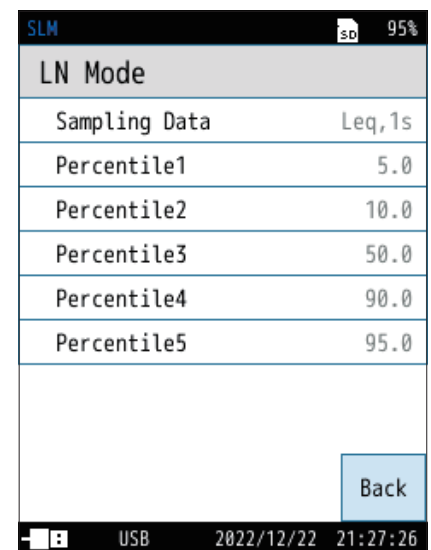 SLM SD 95%
LN Mode
Sampling Data Leq,1s
Percentile1 5.0
Percentile2 10.0
Percentile3 50.0
Percentile4 90.0
Percentile5 95.0
Back
USB 2022/12/22 21:27:26